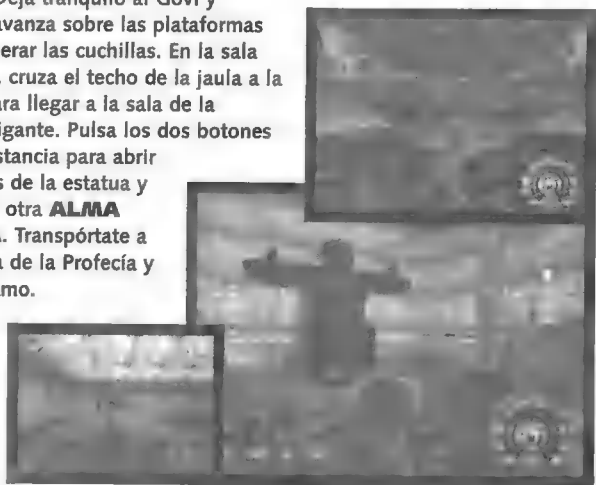 Deja tranquilo al Govi y
avanza sobre las plataformas
erar las cuchillas. En la sala
cruza el techo de la jaula a la
ara llegar a la sala de la
igante. Pulsa los dos botones
stancia para abrir
s de la estatua y
otra ALMA
. Transpórtate a
a de la Profecía y
mo.